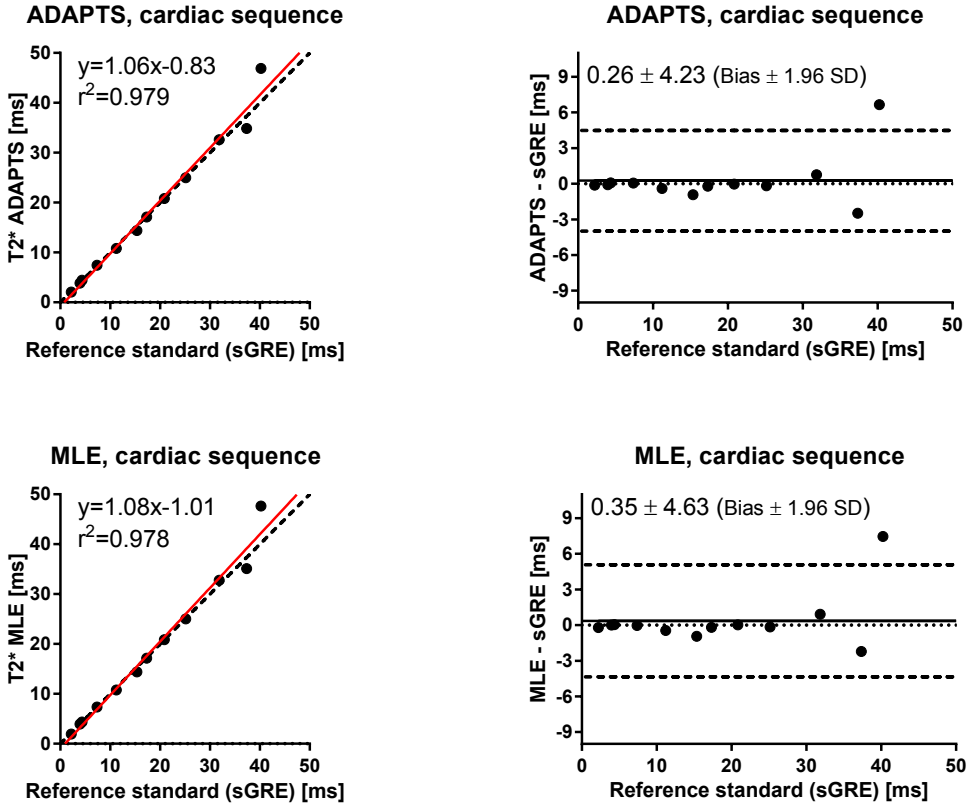 ADAPTS, cardiac sequence
y=1.06x-0.83
r²=0.979
T2* ADAPTS [ms]
50
40
30
20
10
0
0 10 20 30 40 50
Reference standard (sGRE) [ms]
ADAPTS, cardiac sequence
0.26 ± 4.23 (Bias ± 1.96 SD)
ADAPTS - sGRE [ms]
9
6
3
0
-3
-6
-9
0 10 20 30 40 50
Reference standard (sGRE) [ms]
MLE, cardiac sequence
y=1.08x-1.01
r²=0.978
T2* MLE [ms]
50
40
30
20
10
0
0 10 20 30 40 50
Reference standard (sGRE) [ms]
MLE, cardiac sequence
0.35 ± 4.63 (Bias ± 1.96 SD)
MLE - sGRE [ms]
9
6
3
0
-3
-6
-9
0 10 20 30 40 50
Reference standard (sGRE) [ms]